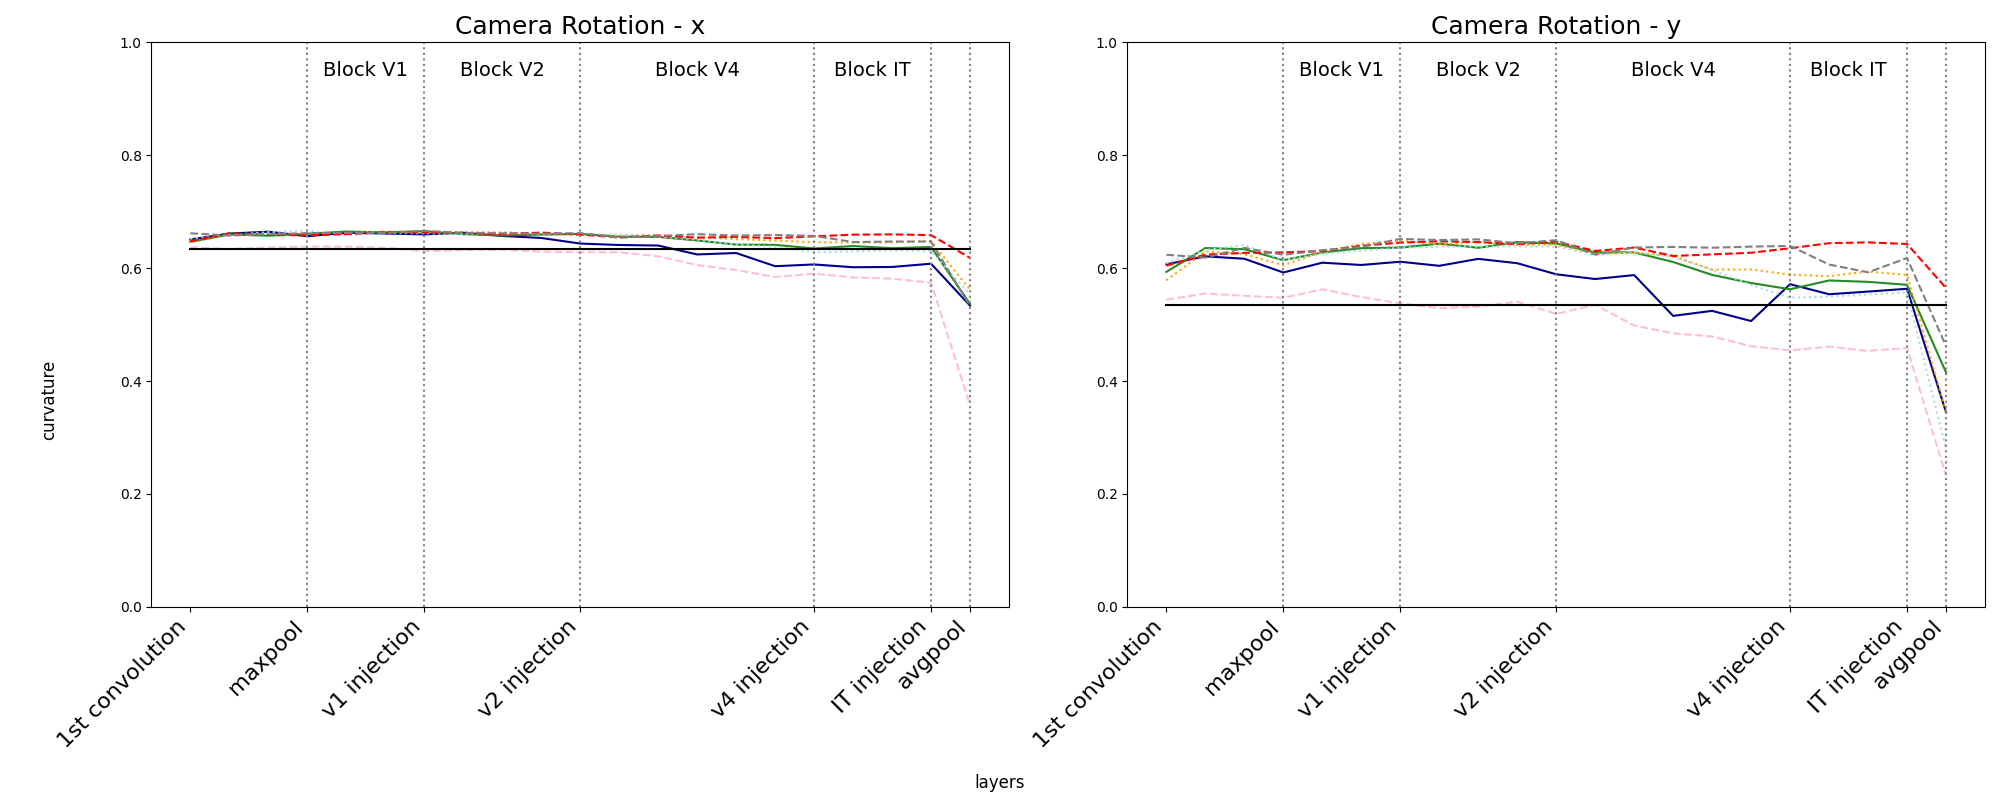 Camera Rotation - x
1.0
0.8
0.6
0.4
0.2
0.0
curvature
Block V1
Block V2
Block V4
Block IT
1st convolution
maxpool
v1 injection
v2 injection
v4 injection
IT injection
avgpool
Camera Rotation - y
1.0
0.8
0.6
0.4
0.2
0.0
Block V1
Block V2
Block V4
Block IT
1st convolution
maxpool
v1 injection
v2 injection
v4 injection
IT injection
avgpool
layers